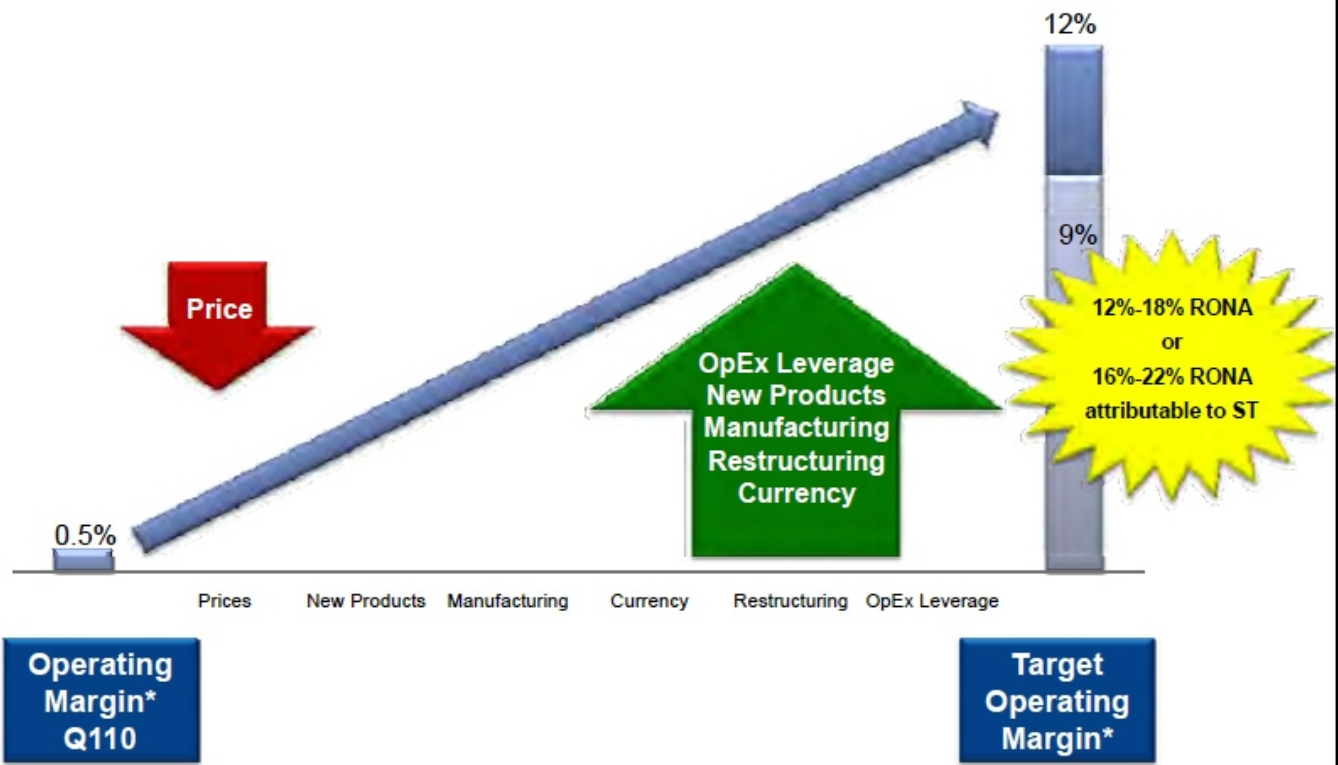 12%
9%
Price
12%-18% RONA
or
16%-22% RONA
attributable to ST
OpEx Leverage
New Products
Manufacturing
Restructuring
Currency
0.5%
Prices New Products Manufacturing Currency Restructuring OpEx Leverage
Operating
Margin*
Q110
Target
Operating
Margin*